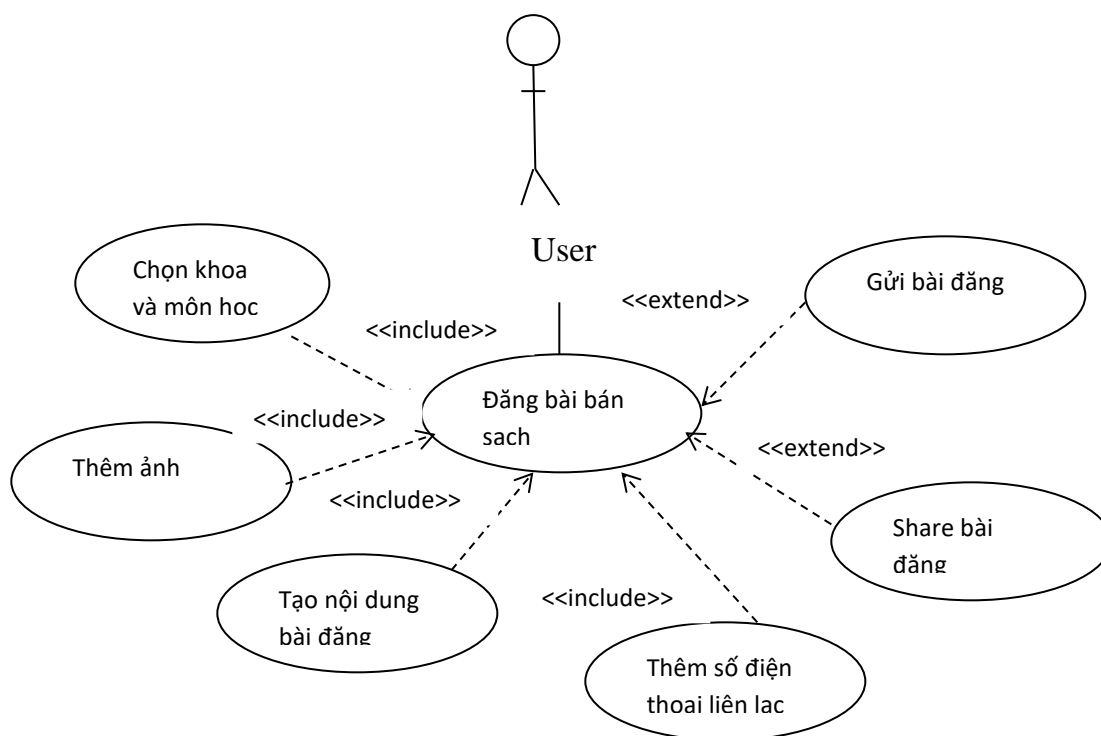 User
Chọn khoa
và môn hoc
<<include>>
<<extend>>
Gửi bài đăng
Đăng bài bán
sach
<<include>>
Thêm ảnh
<<include>>
<<extend>>
Share bài
đăng
Tạo nội dung
bài đăng
<<include>>
Thêm số điện
thoai liên lac